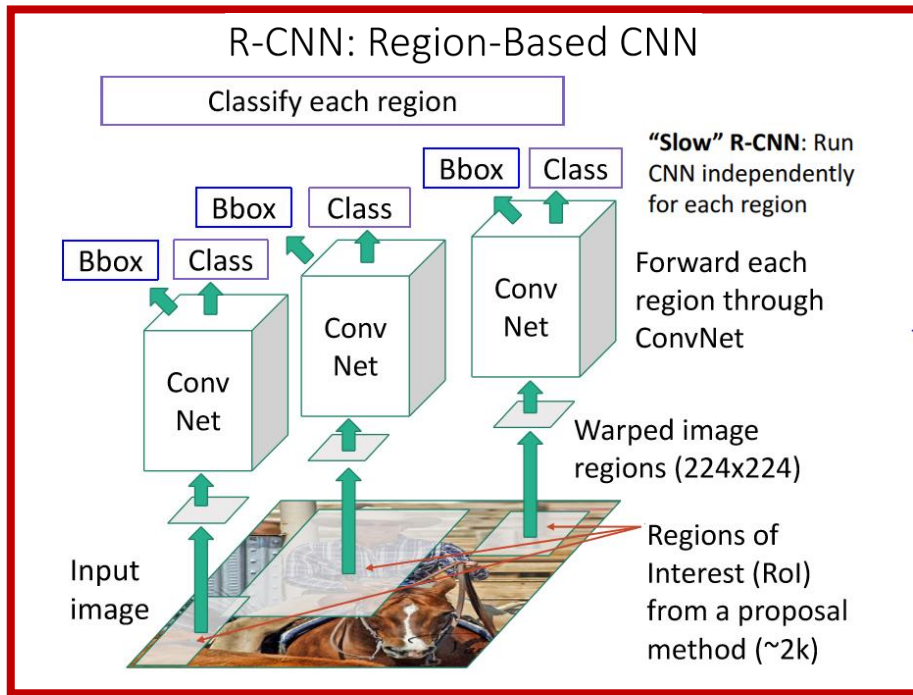 R-CNN: Region-Based CNN
Classify each region
“Slow” R-CNN: Run
CNN independently
for each region
Bbox
Class
Bbox
Class
Bbox
Class
Forward each
region through
ConvNet
Conv
Net
Conv
Net
Conv
Net
Warped image
regions (224x224)
Input
image
Regions of
Interest (RoI)
from a proposal
method (~2k)